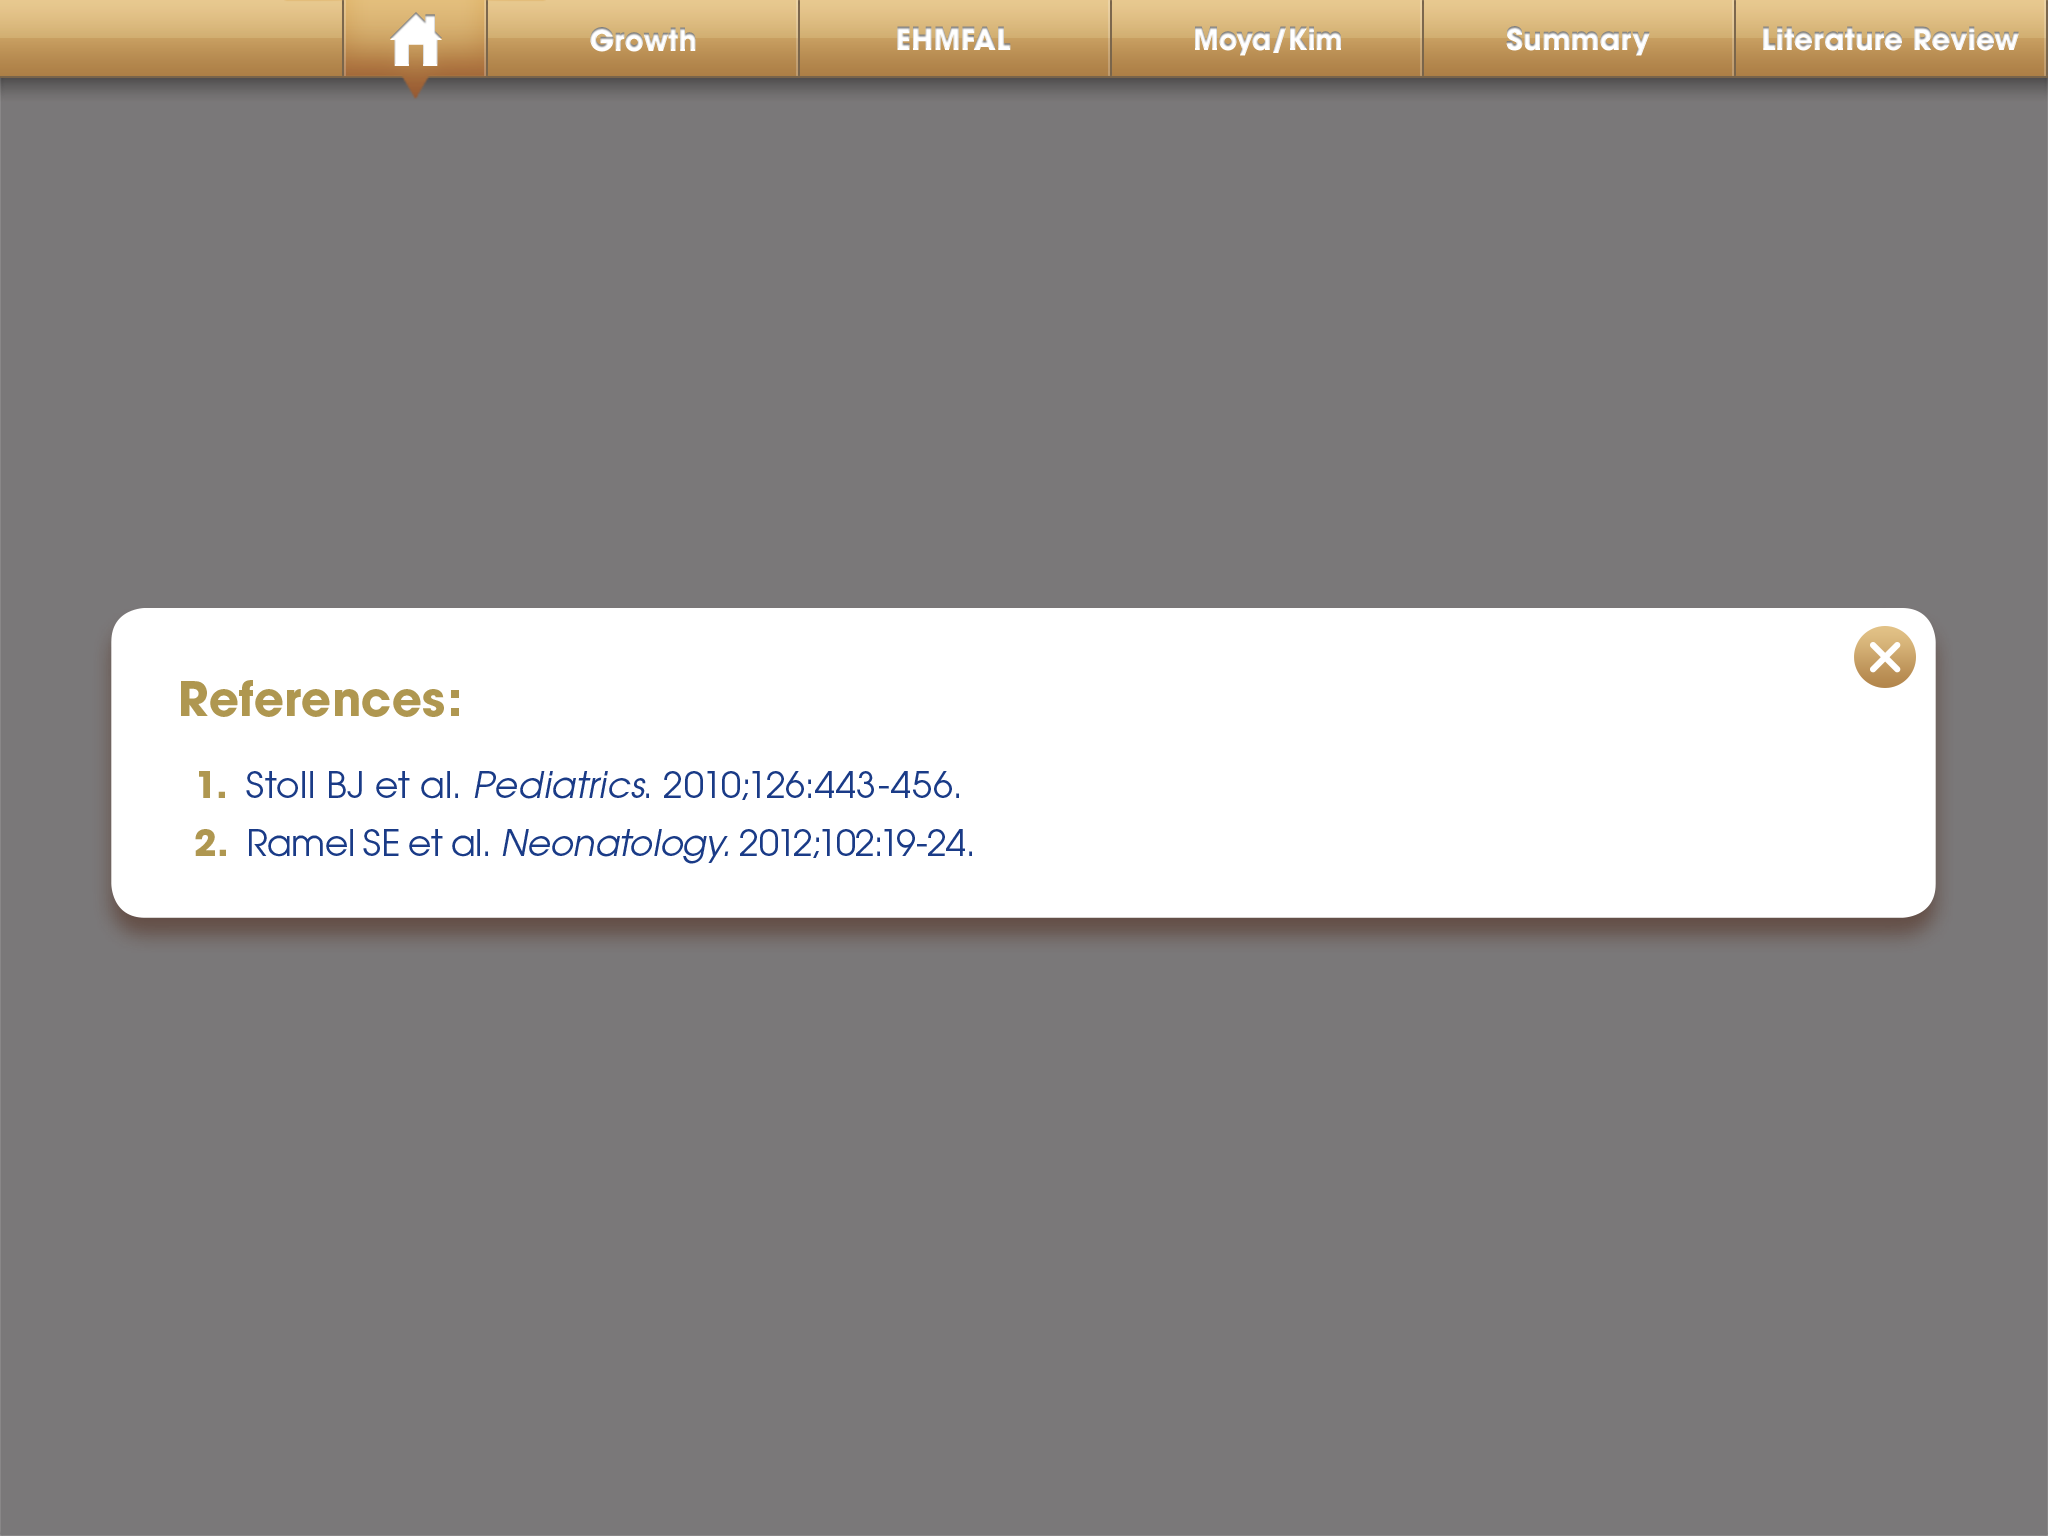 Growth EHMFAL Moya/Kim Summary Literature Review
References:
1. Stoll BJ et al. Pediatrics. 2010;126:443-456.
2. Ramel SE et al. Neonatology. 2012;102:19-24.